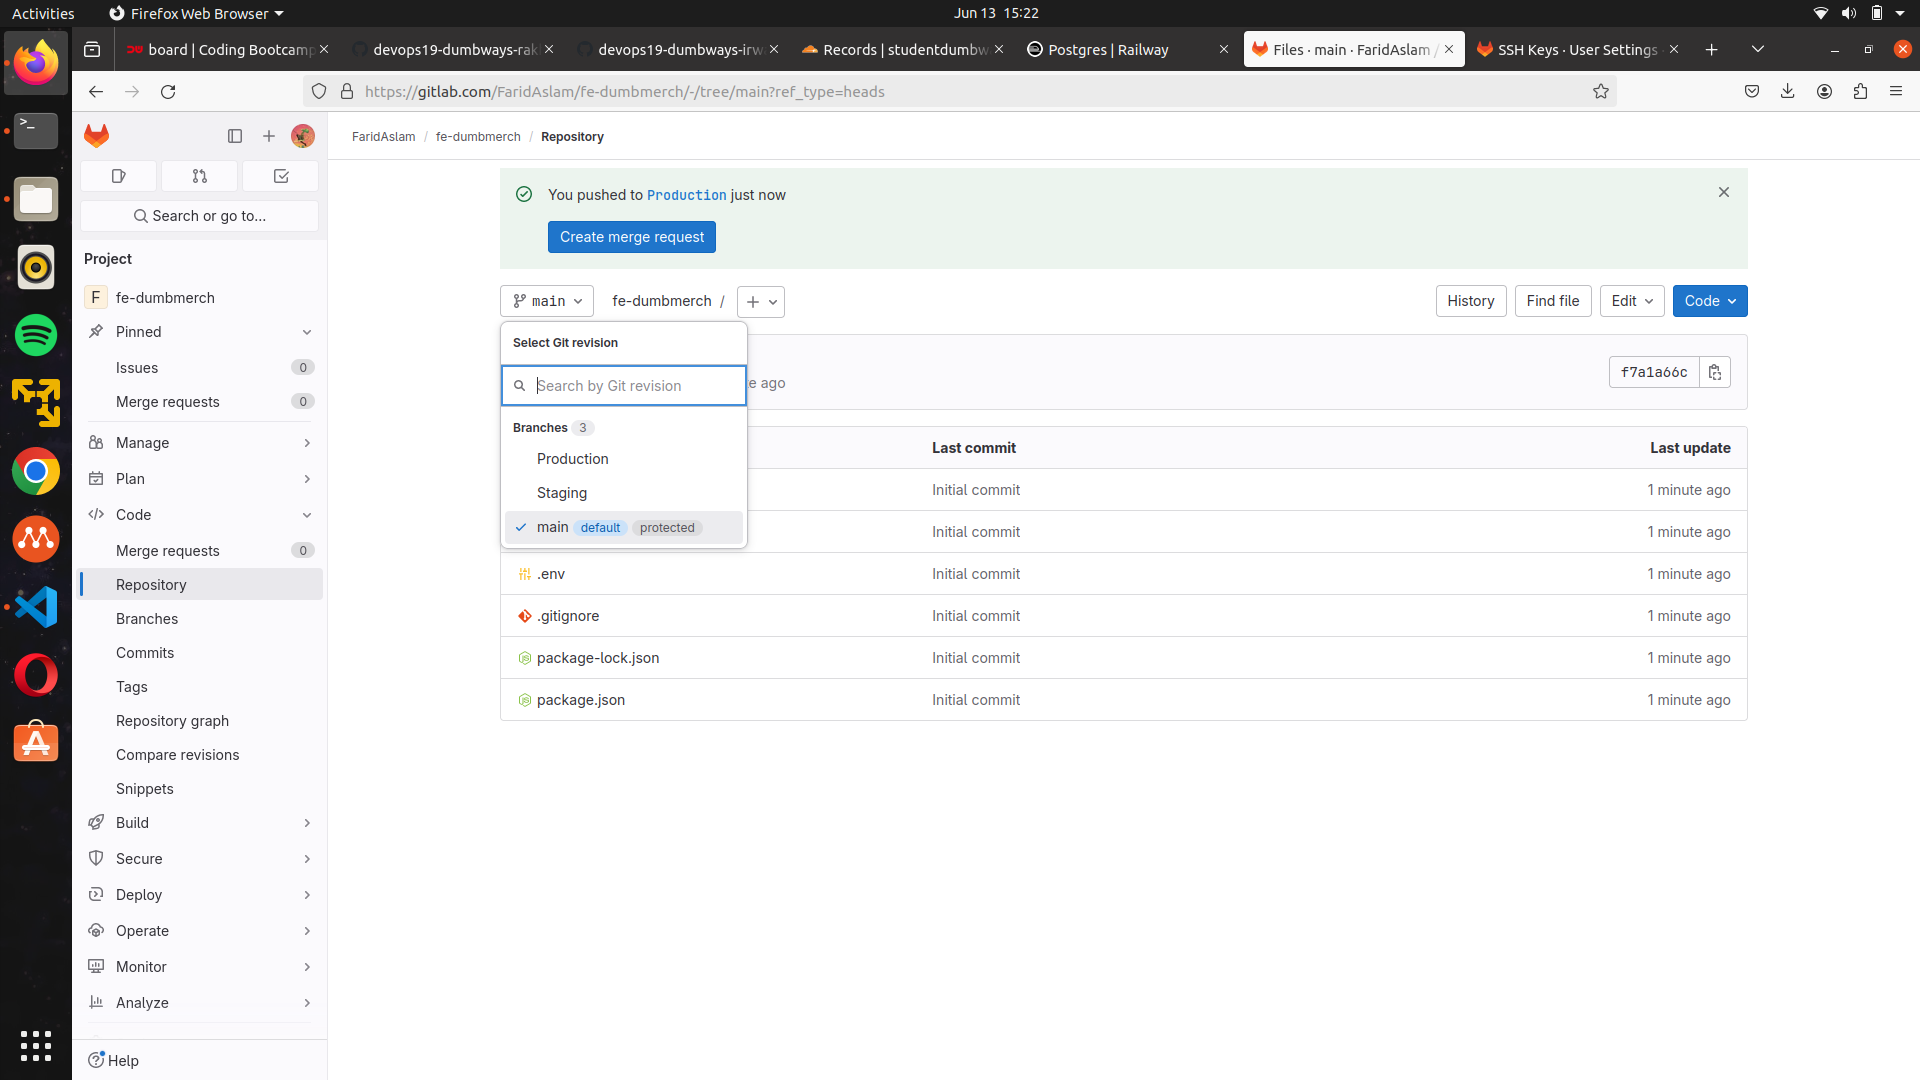 Activities
Firefox Web Browser
Jun 13 15:22
board | Coding Bootcamp
devops19-dumbways-rak
devops19-dumbways-irw
Records | studentdumbw
Postgres | Railway
Files · main · FaridAslam /
SSH Keys · User Settings
https://gitlab.com/FaridAslam/fe-dumbmerch/-/tree/main?ref_type=heads
FaridAslam / fe-dumbmerch / Repository
Search or go to...
Project
F fe-dumbmerch
Pinned
Issues 0
Merge requests 0
Manage
Plan
Code
Merge requests 0
Repository
Branches
Commits
Tags
Repository graph
Compare revisions
Snippets
Build
Secure
Deploy
Operate
Monitor
Analyze
Help
You pushed to Production just now
Create merge request
main
fe-dumbmerch /
History
Find file
Edit
Code
Select Git revision
Search by Git revision
Branches 3
Production
Staging
main default protected
ago
f7a1a66c
Last commit
Last update
Initial commit 1 minute ago
Initial commit 1 minute ago
.env Initial commit 1 minute ago
.gitignore Initial commit 1 minute ago
package-lock.json Initial commit 1 minute ago
package.json Initial commit 1 minute ago